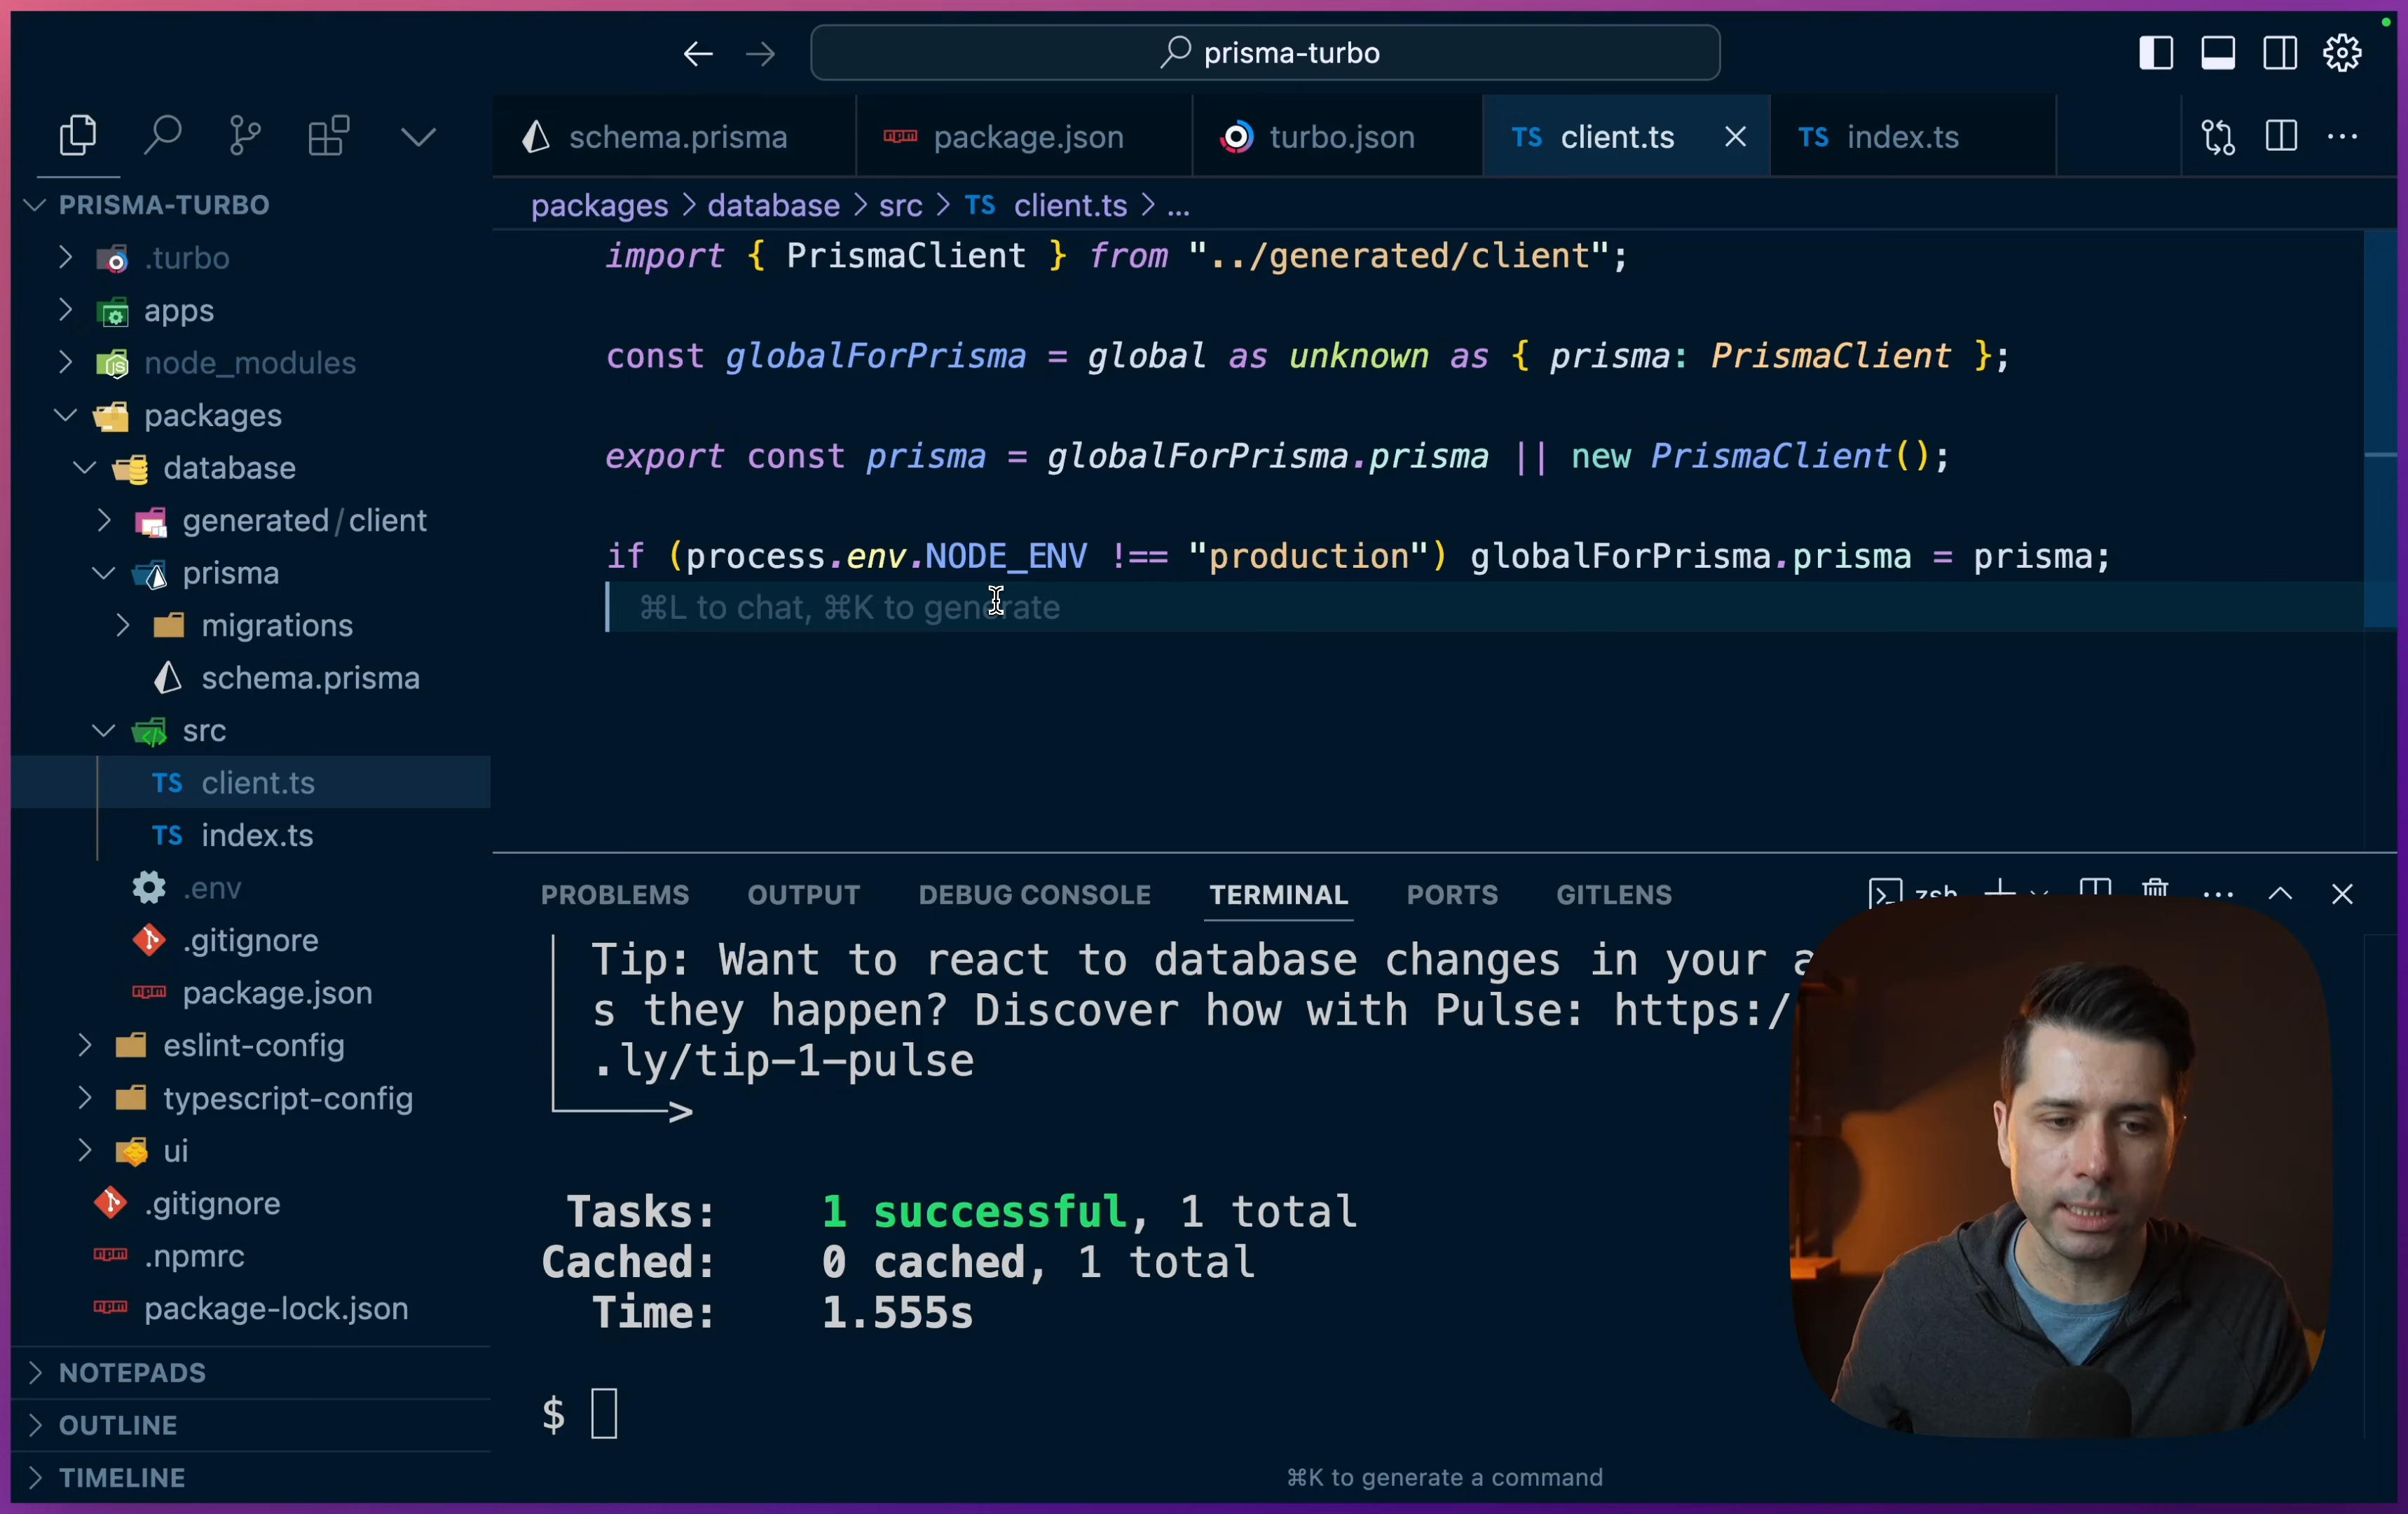 prisma-turbo
schema.prisma
package.json
turbo.json
TS client.ts
TS index.ts
PRISMA-TURBO
packages > database > src > TS client.ts > ...
.turbo
apps
node_modules
packages
database
generated/client
prisma
migrations
schema.prisma
src
TS client.ts
TS index.ts
.env
.gitignore
package.json
eslint-config
typescript-config
ui
.gitignore
.npmrc
package-lock.json
NOTEPADS
OUTLINE
TIMELINE
import { PrismaClient } from "../generated/client";
const globalForPrisma = global as unknown as { prisma: PrismaClient };
export const prisma = globalForPrisma.prisma || new PrismaClient();
if (process.env.NODE_ENV !== "production") globalForPrisma.prisma = prisma;
⌘L to chat, ⌘K to generate
PROBLEMS OUTPUT DEBUG CONSOLE TERMINAL PORTS GITLENS zsh
Tip: Want to react to database changes in your a
s they happen? Discover how with Pulse: https:/
.ly/tip-1-pulse
Tasks: 1 successful, 1 total
Cached: 0 cached, 1 total
Time: 1.555s
$
⌘K to generate a command